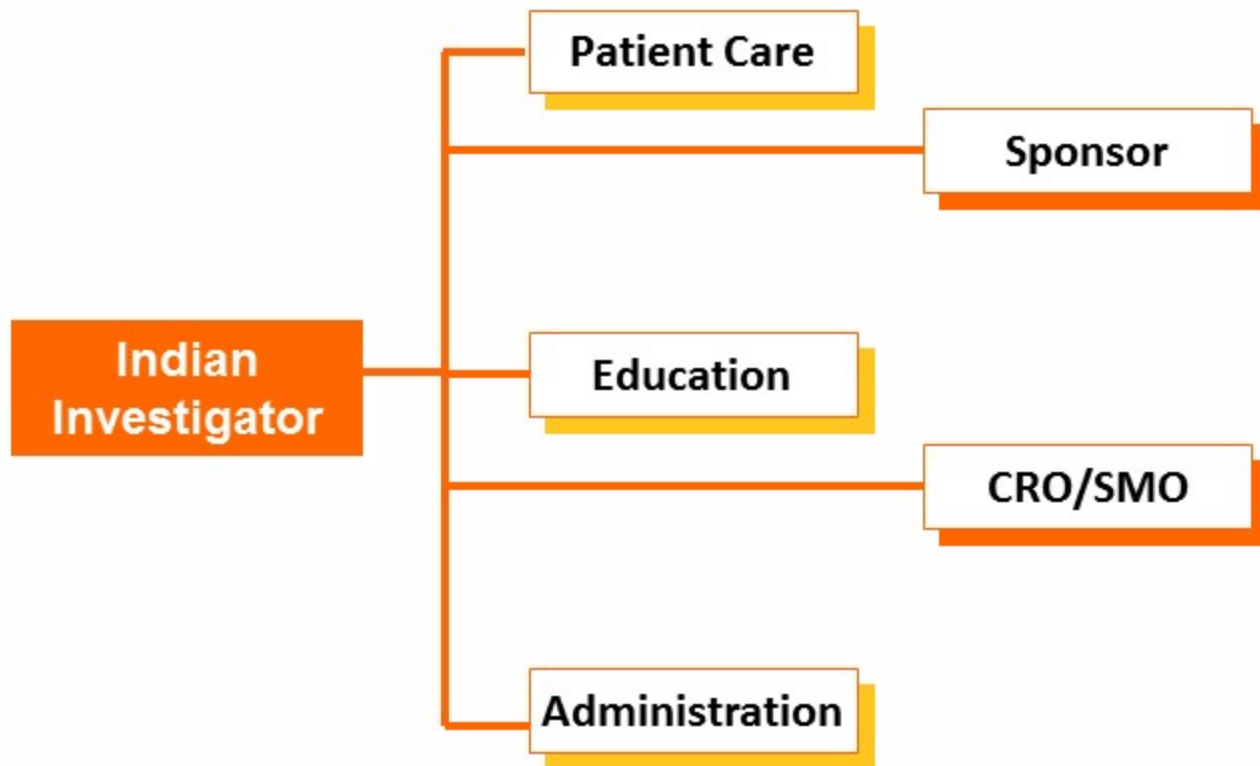 Patient Care
Sponsor
Indian
Investigator
Education
CRO/SMO
Administration